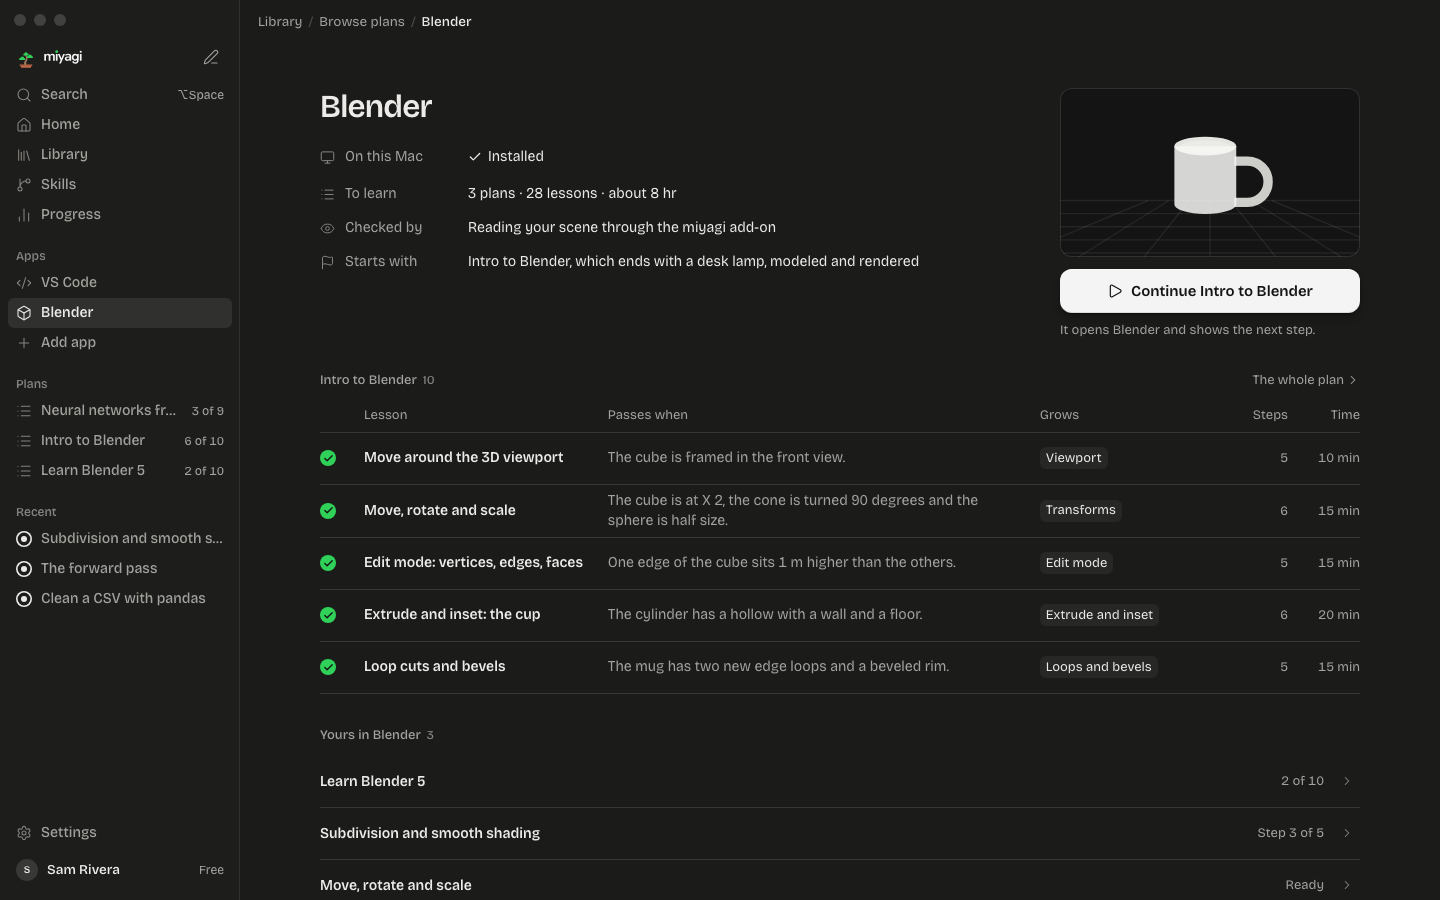 miyagi
Search ⌥Space
Home
Library
Skills
Progress
Apps
VS Code
Blender
Add app
Plans
Neural networks fr... 3 of 9
Intro to Blender 6 of 10
Learn Blender 5 2 of 10
Recent
Subdivision and smooth s...
The forward pass
Clean a CSV with pandas
Settings
S Sam Rivera Free
Library / Browse plans / Blender
Blender
On this Mac Installed
To learn 3 plans · 28 lessons · about 8 hr
Checked by Reading your scene through the miyagi add-on
Starts with Intro to Blender, which ends with a desk lamp, modeled and rendered
Continue Intro to Blender
It opens Blender and shows the next step.
Intro to Blender 10 The whole plan
Lesson Passes when Grows Steps Time
Move around the 3D viewport The cube is framed in the front view. Viewport 5 10 min
Move, rotate and scale The cube is at X 2, the cone is turned 90 degrees and the
sphere is half size. Transforms 6 15 min
Edit mode: vertices, edges, faces One edge of the cube sits 1 m higher than the others. Edit mode 5 15 min
Extrude and inset: the cup The cylinder has a hollow with a wall and a floor. Extrude and inset 6 20 min
Loop cuts and bevels The mug has two new edge loops and a beveled rim. Loops and bevels 5 15 min
Yours in Blender 3
Learn Blender 5 2 of 10
Subdivision and smooth shading Step 3 of 5
Move, rotate and scale Ready